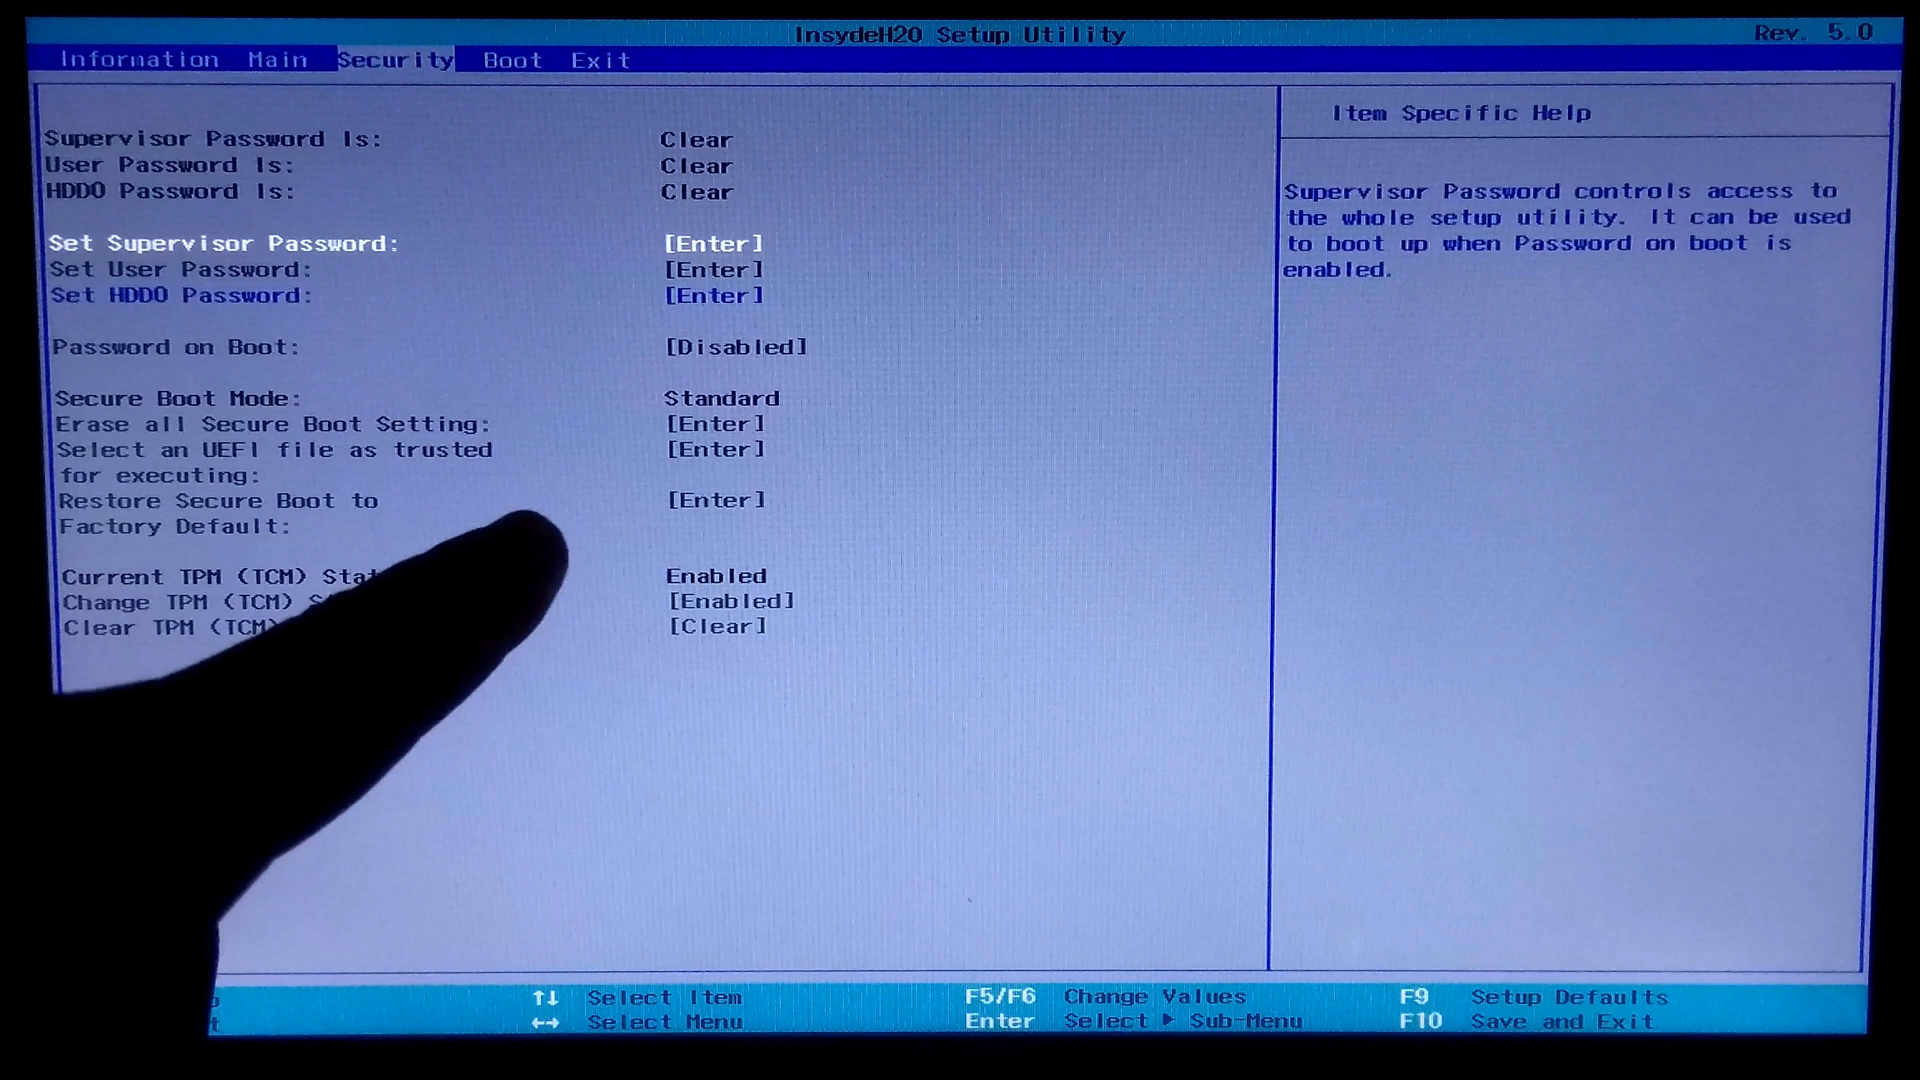 InsydeH2O Setup Utility Rev. 5.0
Information Main Security Boot Exit
Item Specific Help
Supervisor Password Is: Clear
User Password Is: Clear
HDD0 Password Is: Clear
Supervisor Password controls access to
the whole setup utility. It can be used
to boot up when Password on boot is
enabled.
Set Supervisor Password: [Enter]
Set User Password: [Enter]
Set HDD0 Password: [Enter]
Password on Boot: [Disabled]
Secure Boot Mode: Standard
Erase all Secure Boot Setting: [Enter]
Select an UEFI file as trusted [Enter]
for executing:
Restore Secure Boot to [Enter]
Factory Default:
Current TPM (TCM) Enabled
Change TPM (TCM) [Enabled]
Clear TPM (TCM) [Clear]
↑↓ Select Item F5/F6 Change Values F9 Setup Defaults
←→ Select Menu Enter Select ► Sub-Menu F10 Save and Exit